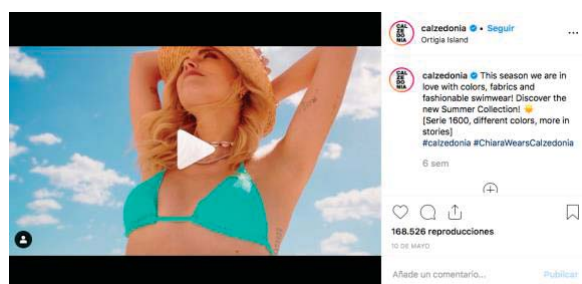 CAL
ZE
DO
NIA
calzedonia • Seguir
Ortigia Island
CAL
ZE
DO
NIA
calzedonia This season we are in
love with colors, fabrics and
fashionable swimwear! Discover the
new Summer Collection!
[Serie 1600, different colors, more in
stories]
#calzedonia #ChiaraWearsCalzedonia
6 sem
168.526 reproducciones
10 DE MAYO
Añade un comentario...
Publicar